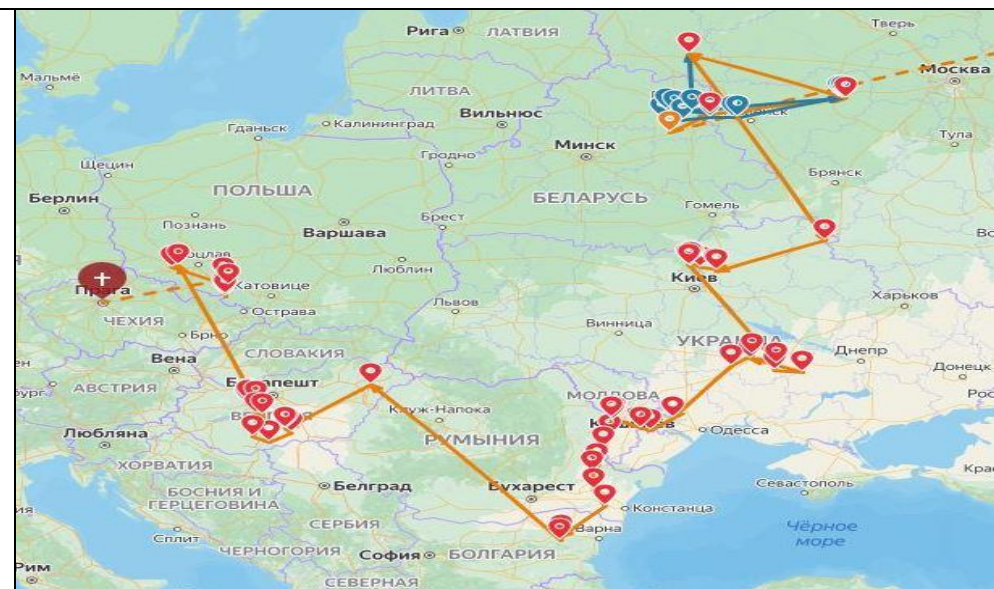 Тверь
Рига
ЛАТВИЯ
Мальмё
Москва
ЛИТВА
Вильнюс
Гданьск
Калининград
Минск
Тула
Гродно
Щецин
Брянск
ПОЛЬША
БЕЛАРУСЬ
Берлин
Познань
Гомель
Брест
Варшава
Люблин
Киев
Прага
Катовице
Острава
Львов
Харьков
ЧЕХИЯ
Винница
Вена
СЛОВАКИЯ
Днепр
Донецк
АВСТРИЯ
МОЛДОВА
Клуж-Напока
Любляна
РУМЫНИЯ
Одесса
ХОРВАТИЯ
Севастополь
БОСНИЯ И
ГЕРЦЕГОВИНА
Белград
Бухарест
Констанца
СЕРБИЯ
Варна
Чёрное
море
Сплит
ЧЕРНОГОРИЯ
София
БОЛГАРИЯ
Рим
СЕВЕРНАЯ